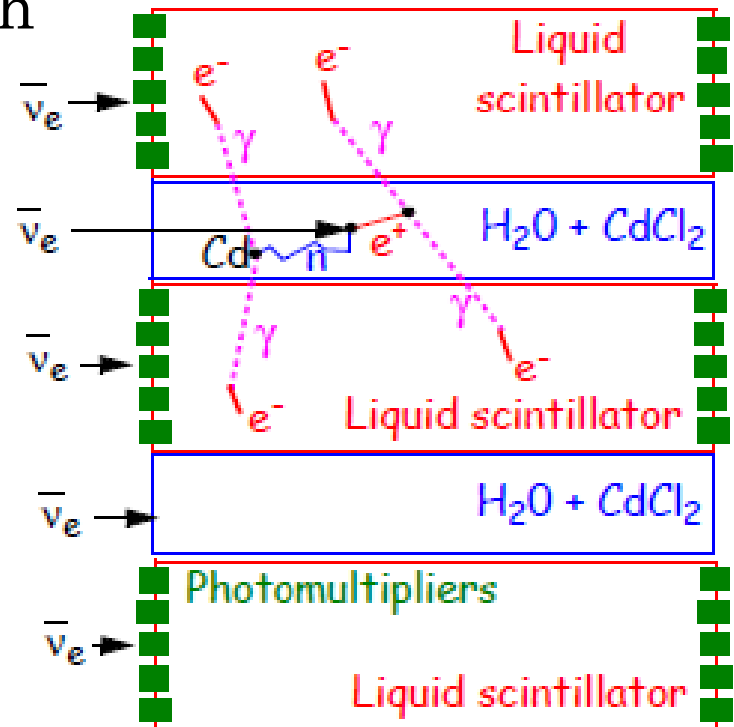 h
Liquid
scintillator
e⁻
e⁻
ν̅ₑ
γ
γ
ν̅ₑ
H₂O + CdCl₂
e⁺
Cd
n
γ
γ
ν̅ₑ
e⁻
e⁻
Liquid scintillator
ν̅ₑ
H₂O + CdCl₂
Photomultipliers
ν̅ₑ
Liquid scintillator